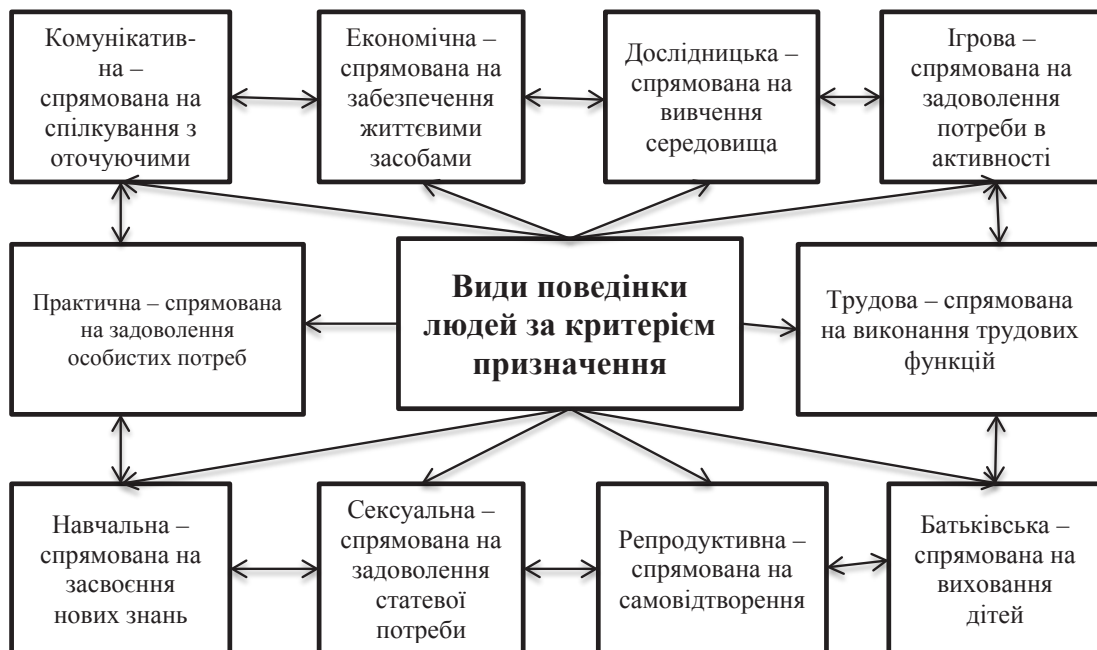 Комунікатив-
на –
спрямована на
спілкування з
оточуючими
Економічна –
спрямована на
забезпечення
життєвими
засобами
Дослідницька –
спрямована на
вивчення
середовища
Ігрова –
спрямована на
задоволення
потреби в
активності
Практична – спрямована
на задоволення
особистих потреб
Види поведінки
людей за критерієм
призначення
Трудова – спрямована
на виконання трудових
функцій
Навчальна –
спрямована на
засвоєння
нових знань
Сексуальна –
спрямована на
задоволення
статевої
потреби
Репродуктивна –
спрямована на
самовідтворення
Батьківська –
спрямована на
виховання
дітей